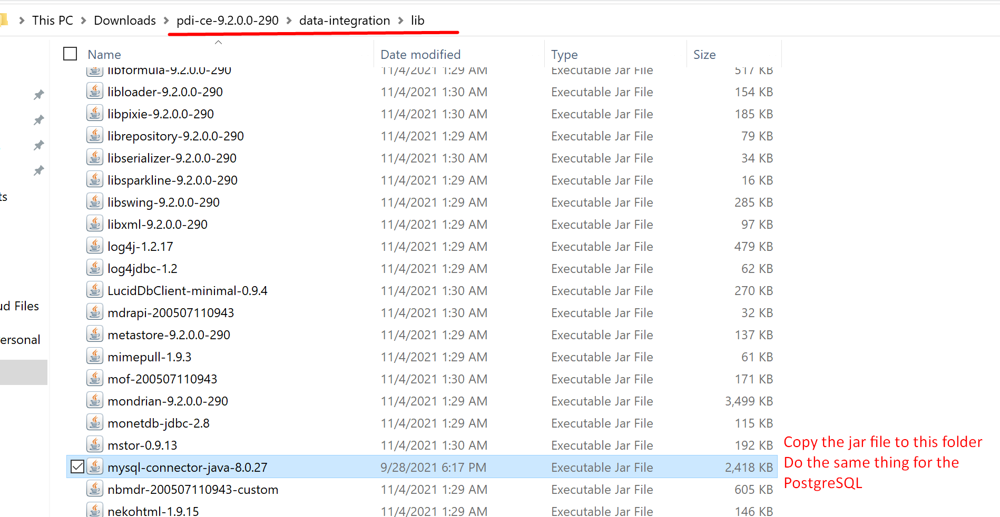 This PC > Downloads > pdi-ce-9.2.0.0-290 > data-integration > lib
Name Date modified Type Size
libformula-9.2.0.0-290 11/4/2021 1:29 AM Executable Jar File 517 KB
libloader-9.2.0.0-290 11/4/2021 1:30 AM Executable Jar File 154 KB
libpixie-9.2.0.0-290 11/4/2021 1:30 AM Executable Jar File 185 KB
librepository-9.2.0.0-290 11/4/2021 1:29 AM Executable Jar File 79 KB
libserializer-9.2.0.0-290 11/4/2021 1:30 AM Executable Jar File 34 KB
libsparkline-9.2.0.0-290 11/4/2021 1:29 AM Executable Jar File 16 KB
ts
libswing-9.2.0.0-290 11/4/2021 1:29 AM Executable Jar File 285 KB
libxml-9.2.0.0-290 11/4/2021 1:29 AM Executable Jar File 97 KB
log4j-1.2.17 11/4/2021 1:29 AM Executable Jar File 479 KB
log4jdbc-1.2 11/4/2021 1:29 AM Executable Jar File 62 KB
LucidDbClient-minimal-0.9.4 11/4/2021 1:30 AM Executable Jar File 270 KB
ud Files
mdrapi-200507110943 11/4/2021 1:30 AM Executable Jar File 32 KB
metastore-9.2.0.0-290 11/4/2021 1:29 AM Executable Jar File 137 KB
ersonal
mimepull-1.9.3 11/4/2021 1:29 AM Executable Jar File 61 KB
mof-200507110943 11/4/2021 1:30 AM Executable Jar File 171 KB
mondrian-9.2.0.0-290 11/4/2021 1:29 AM Executable Jar File 3,499 KB
monetdb-jdbc-2.8 11/4/2021 1:29 AM Executable Jar File 115 KB
mstor-0.9.13 11/4/2021 1:30 AM Executable Jar File 192 KB
mysql-connector-java-8.0.27 9/28/2021 6:17 PM Executable Jar File 2,418 KB
nbmdr-200507110943-custom 11/4/2021 1:29 AM Executable Jar File 605 KB
nekohtml-1.9.15 11/4/2021 1:29 AM Executable Jar File 146 KB
Copy the jar file to this folder
Do the same thing for the
PostgreSQL